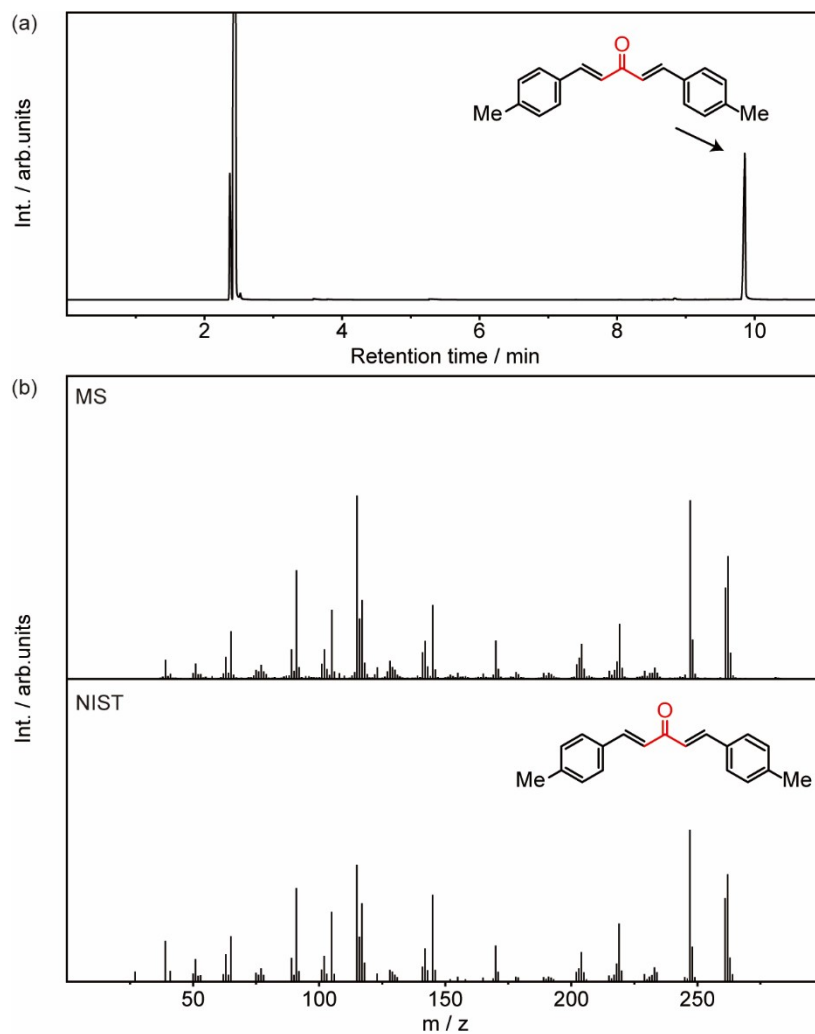 (a)
Int. / arb.units
O
Me
Me
2
4
6
8
10
Retention time / min
(b)
MS
Int. / arb.units
NIST
O
Me
Me
50
100
150
200
250
m / z